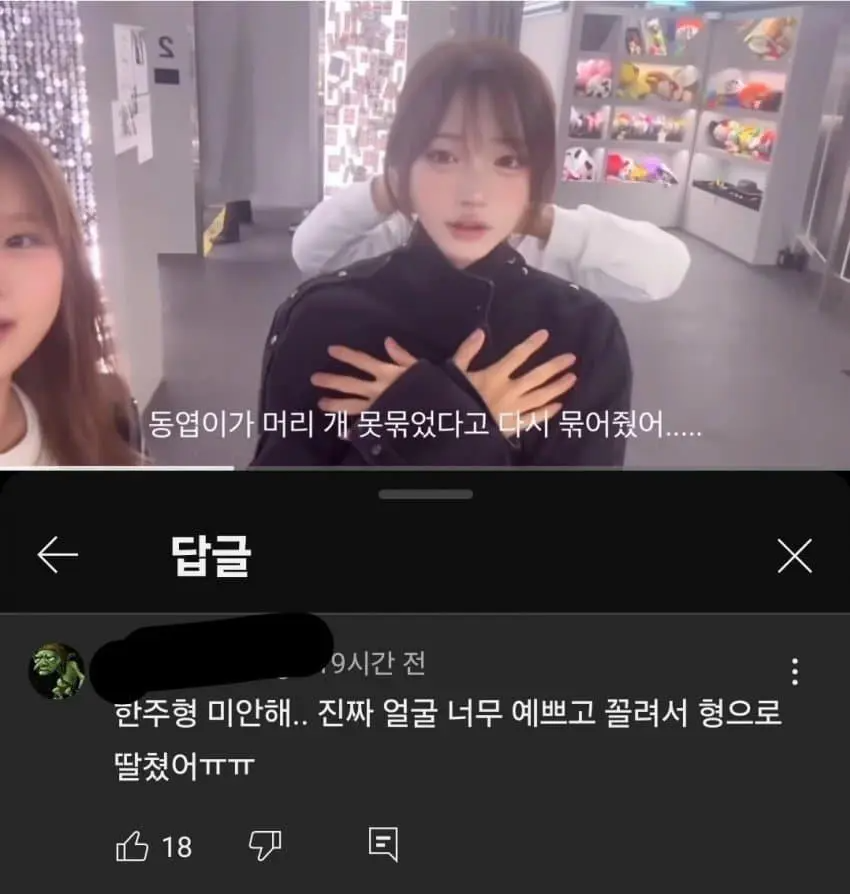 2
동엽이가 머리 개 못묶었다고 다시 묶어줬어.....
답글
9시간 전
한주형 미안해.. 진짜 얼굴 너무 예쁘고 꼴려서 형으로
딸쳤어ㅠㅠ
18